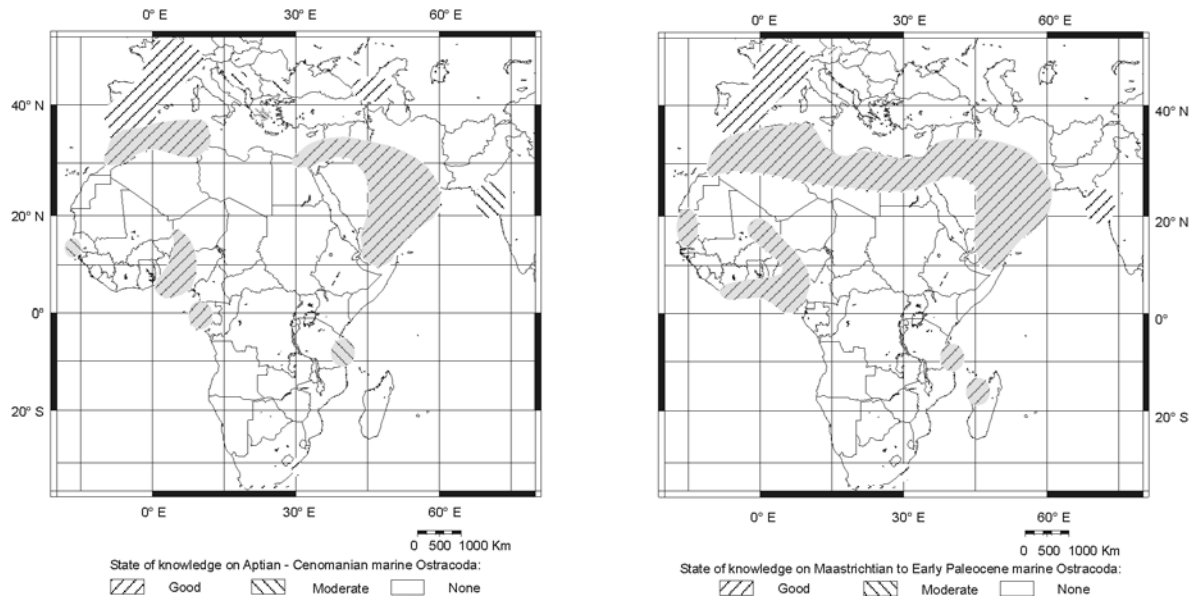 0° E 30° E 60° E
40° N
20° N
0°
20° S
0° E 30° E 60° E
0 500 1000 Km
State of knowledge on Aptian - Cenomanian marine Ostracoda:
Good Moderate None
0° E 30° E 60° E
40° N
20° N
0°
20° S
0° E 30° E 60° E
0 500 1000 Km
State of knowledge on Maastrichtian to Early Paleocene marine Ostracoda:
Good Moderate None